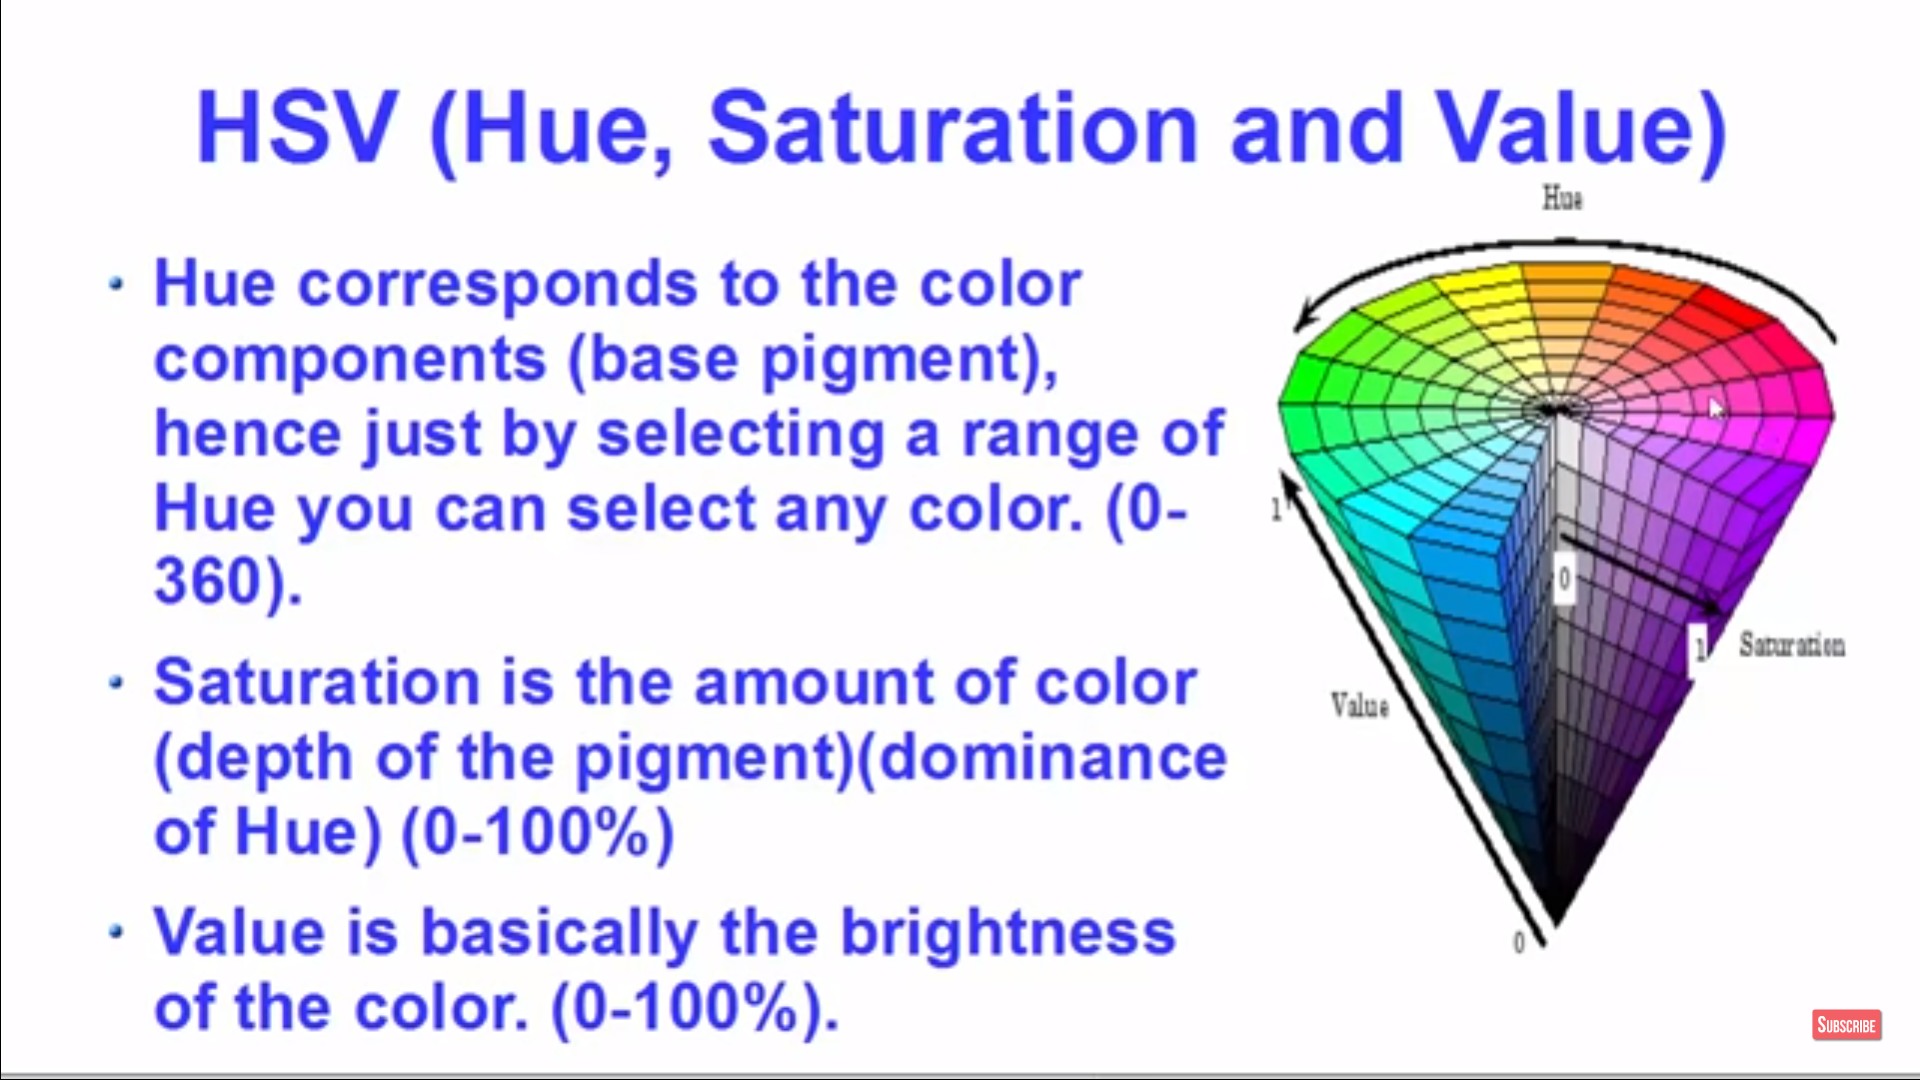 HSV (Hue, Saturation and Value)
Hue
• Hue corresponds to the color
components (base pigment),
hence just by selecting a range of
Hue you can select any color. (0-
360).
• Saturation is the amount of color
(depth of the pigment)(dominance
of Hue) (0-100%)
• Value is basically the brightness
of the color. (0-100%).
1
0
1
Saturation
Value
0
SUBSCRIBE